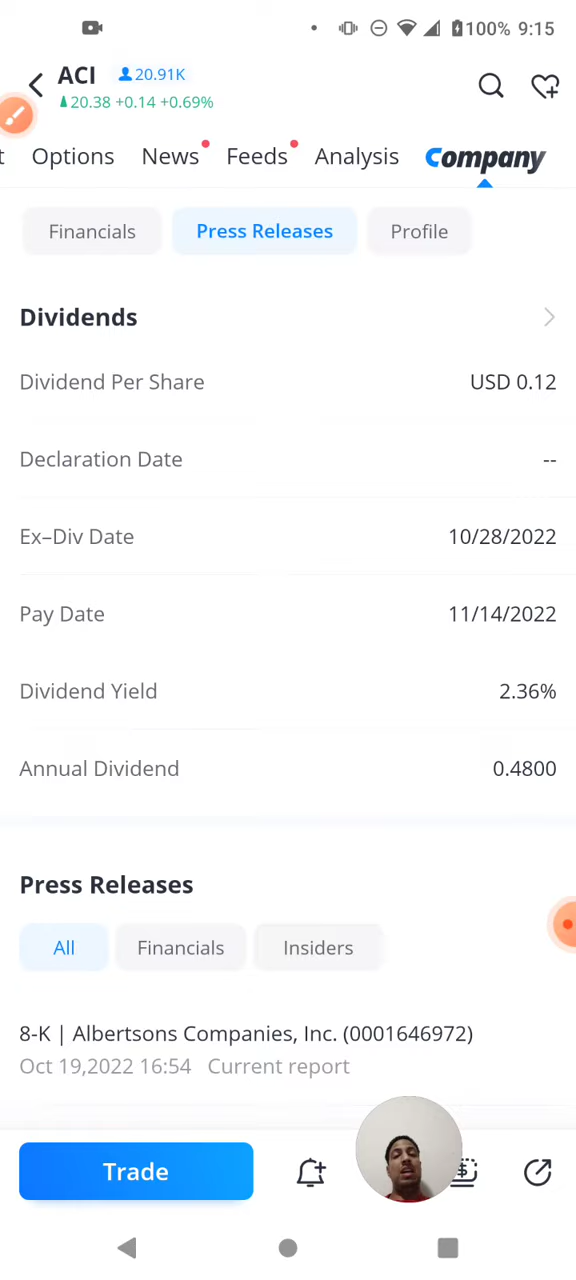 100% 9:15
ACI 20.91K
20.38 +0.14 +0.69%
t Options News Feeds Analysis Company
Financials Press Releases Profile
Dividends
Dividend Per Share USD 0.12
Declaration Date --
Ex–Div Date 10/28/2022
Pay Date 11/14/2022
Dividend Yield 2.36%
Annual Dividend 0.4800
Press Releases
All Financials Insiders
8-K | Albertsons Companies, Inc. (0001646972)
Oct 19,2022 16:54 Current report
Trade $